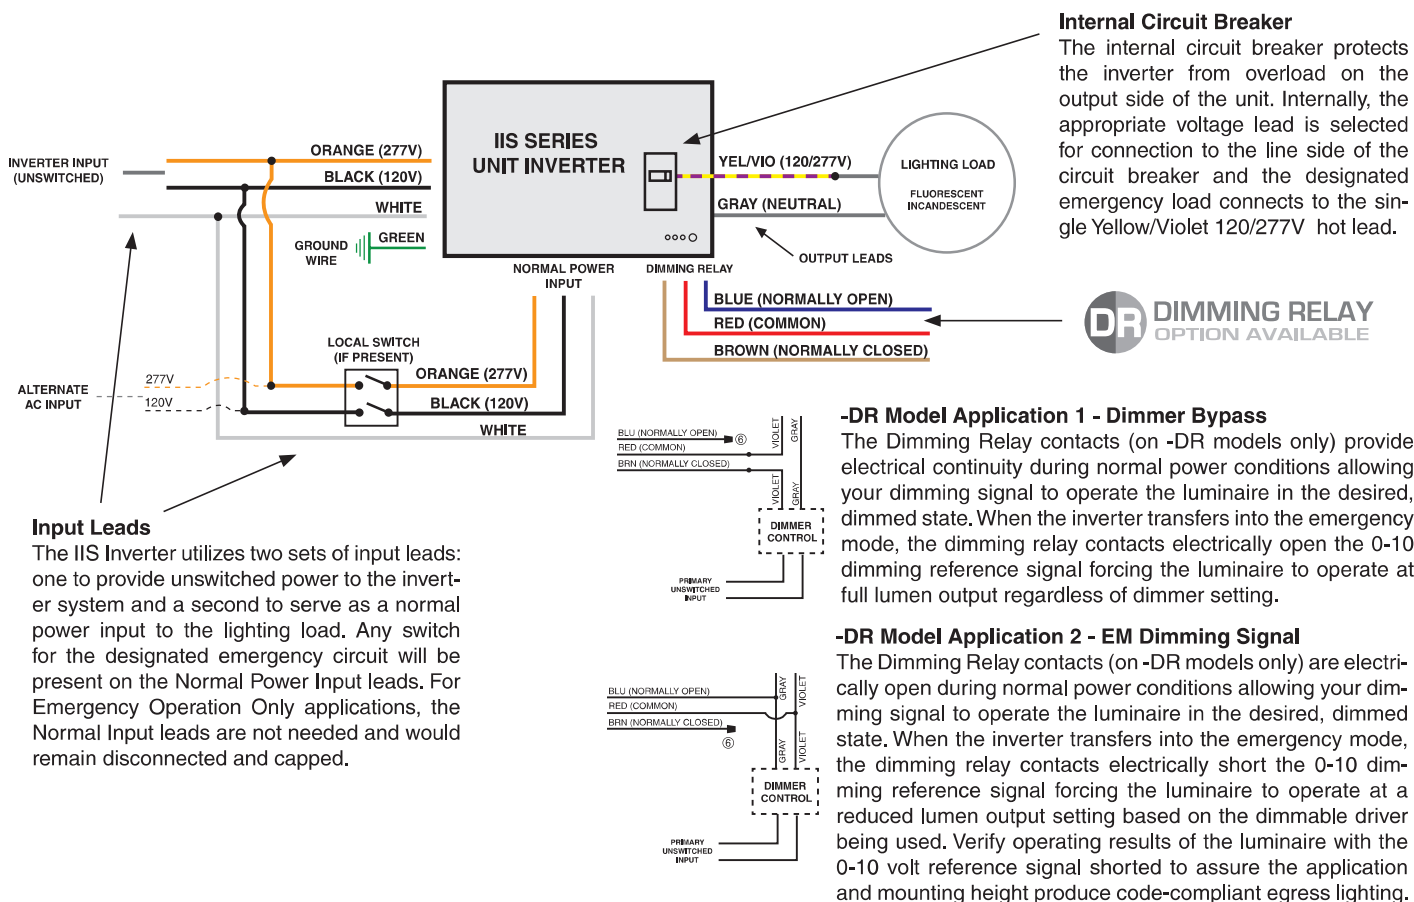 Internal Circuit Breaker
The internal circuit breaker protects
the inverter from overload on the
output side of the unit. Internally, the
appropriate voltage lead is selected
for connection to the line side of the
circuit breaker and the designated
emergency load connects to the sin-
gle Yellow/Violet 120/277V hot lead.
IIS SERIES
UNIT INVERTER
INVERTER INPUT
(UNSWITCHED)
ORANGE (277V)
BLACK (120V)
WHITE
GREEN
GROUND
WIRE
YEL/VIO (120/277V)
GRAY (NEUTRAL)
LIGHTING LOAD
FLUORESCENT
INCANDESCENT
OUTPUT LEADS
NORMAL POWER
INPUT
DIMMING RELAY
BLUE (NORMALLY OPEN)
RED (COMMON)
BROWN (NORMALLY CLOSED)
DR DIMMING RELAY
OPTION AVAILABLE
LOCAL SWITCH
(IF PRESENT)
ALTERNATE
AC INPUT
277V
120V
ORANGE (277V)
BLACK (120V)
WHITE
Input Leads
The IIS Inverter utilizes two sets of input leads:
one to provide unswitched power to the invert-
er system and a second to serve as a normal
power input to the lighting load. Any switch
for the designated emergency circuit will be
present on the Normal Power Input leads. For
Emergency Operation Only applications, the
Normal Input leads are not needed and would
remain disconnected and capped.
BLU (NORMALLY OPEN)
6
RED (COMMON)
BRN (NORMALLY CLOSED)
VIOLET
GRAY
VIOLET
GRAY
DIMMER
CONTROL
PRIMARY
UNSWITCHED
INPUT
-DR Model Application 1 - Dimmer Bypass
The Dimming Relay contacts (on -DR models only) provide
electrical continuity during normal power conditions allowing
your dimming signal to operate the luminaire in the desired,
dimmed state. When the inverter transfers into the emergency
mode, the dimming relay contacts electrically open the 0-10
dimming reference signal forcing the luminaire to operate at
full lumen output regardless of dimmer setting.
BLU (NORMALLY OPEN)
RED (COMMON)
BRN (NORMALLY CLOSED)
6
GRAY
VIOLET
GRAY
VIOLET
DIMMER
CONTROL
PRIMARY
UNSWITCHED
INPUT
-DR Model Application 2 - EM Dimming Signal
The Dimming Relay contacts (on -DR models only) are electri-
cally open during normal power conditions allowing your dim-
ming signal to operate the luminaire in the desired, dimmed
state. When the inverter transfers into the emergency mode,
the dimming relay contacts electrically short the 0-10 dim-
ming reference signal forcing the luminaire to operate at a
reduced lumen output setting based on the dimmable driver
being used. Verify operating results of the luminaire with the
0-10 volt reference signal shorted to assure the application
and mounting height produce code-compliant egress lighting.